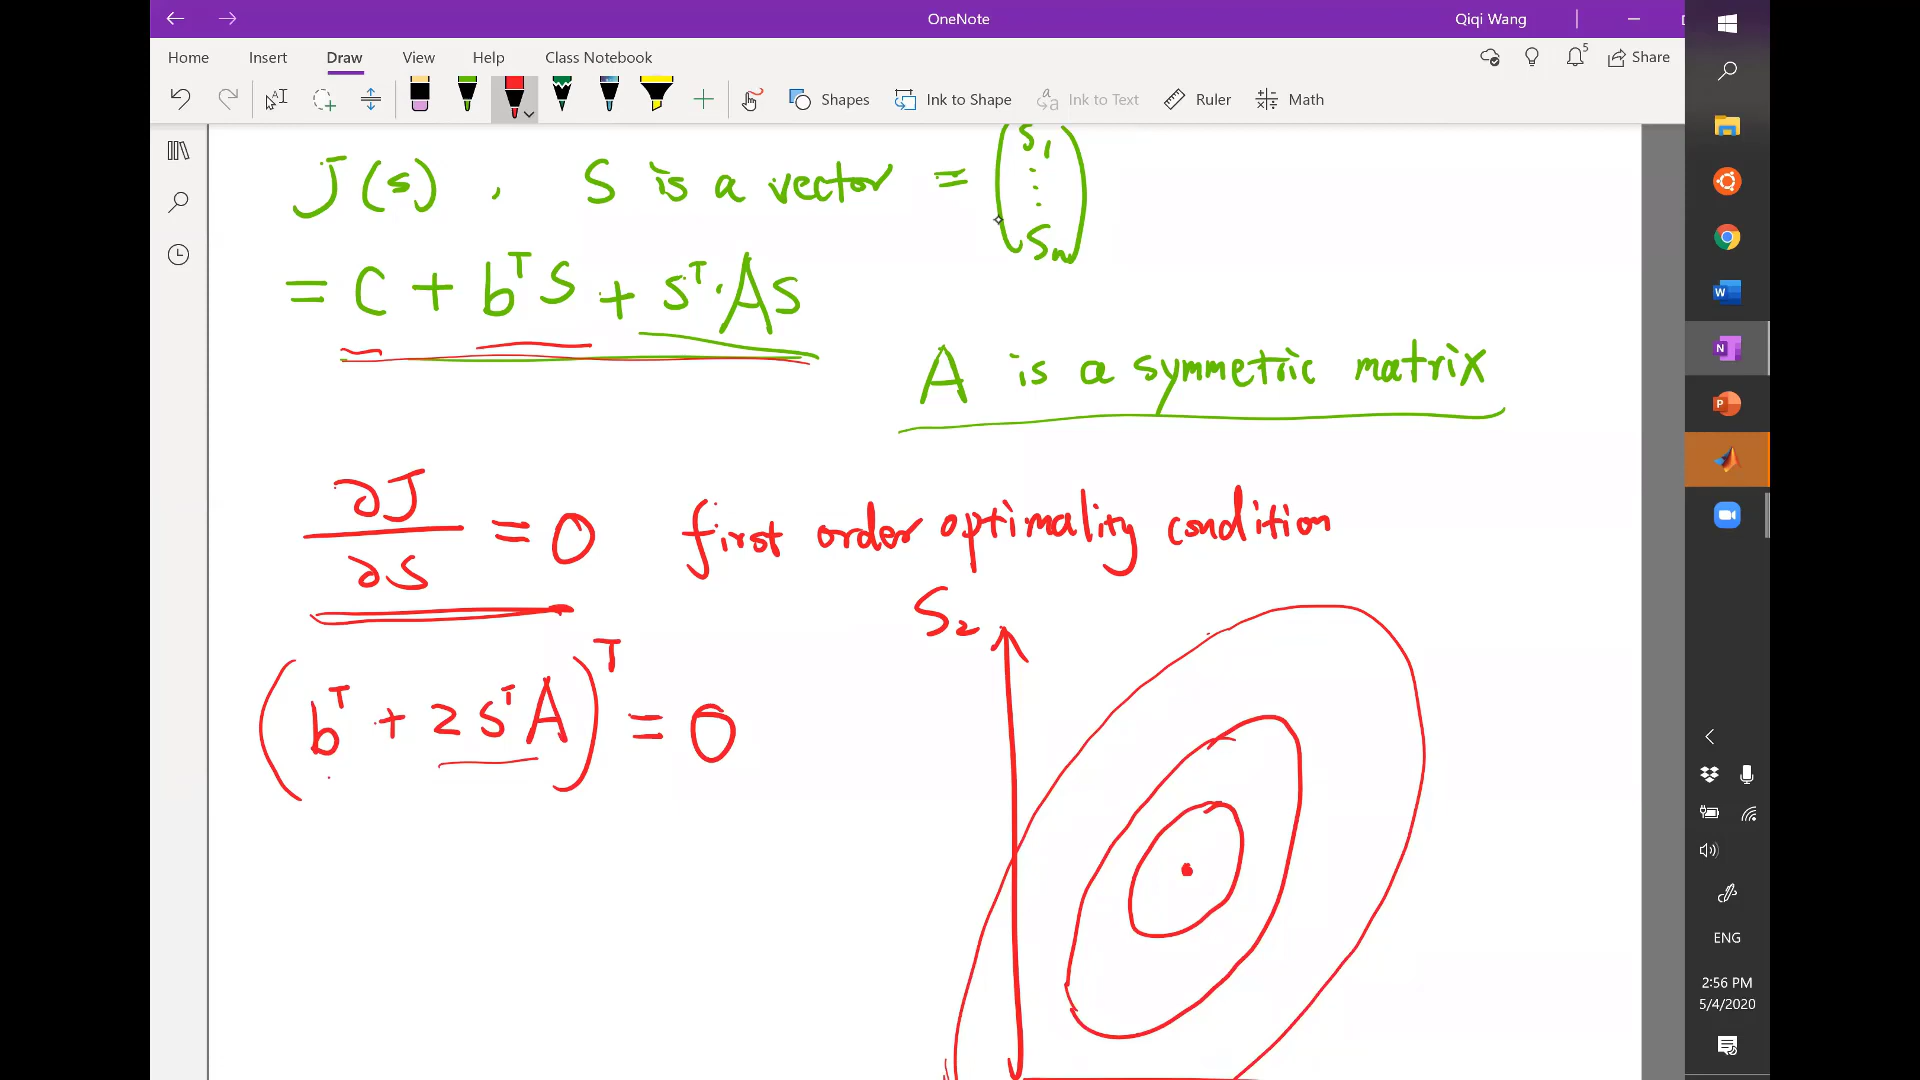 OneNote
Qiqi Wang
Home Insert Draw View Help Class Notebook
5
Share
Shapes
Ink to Shape
Ink to Text
Ruler
Math
J(s), S is a vector = (S₁ ⋮ Sₙ)
= C + bᵀS + sᵀ·As
A is a symmetric matrix
∂J/∂S = 0 first order optimality condition
S₂
(bᵀ + 2sᵀA)ᵀ = 0
ENG
2:56 PM
5/4/2020